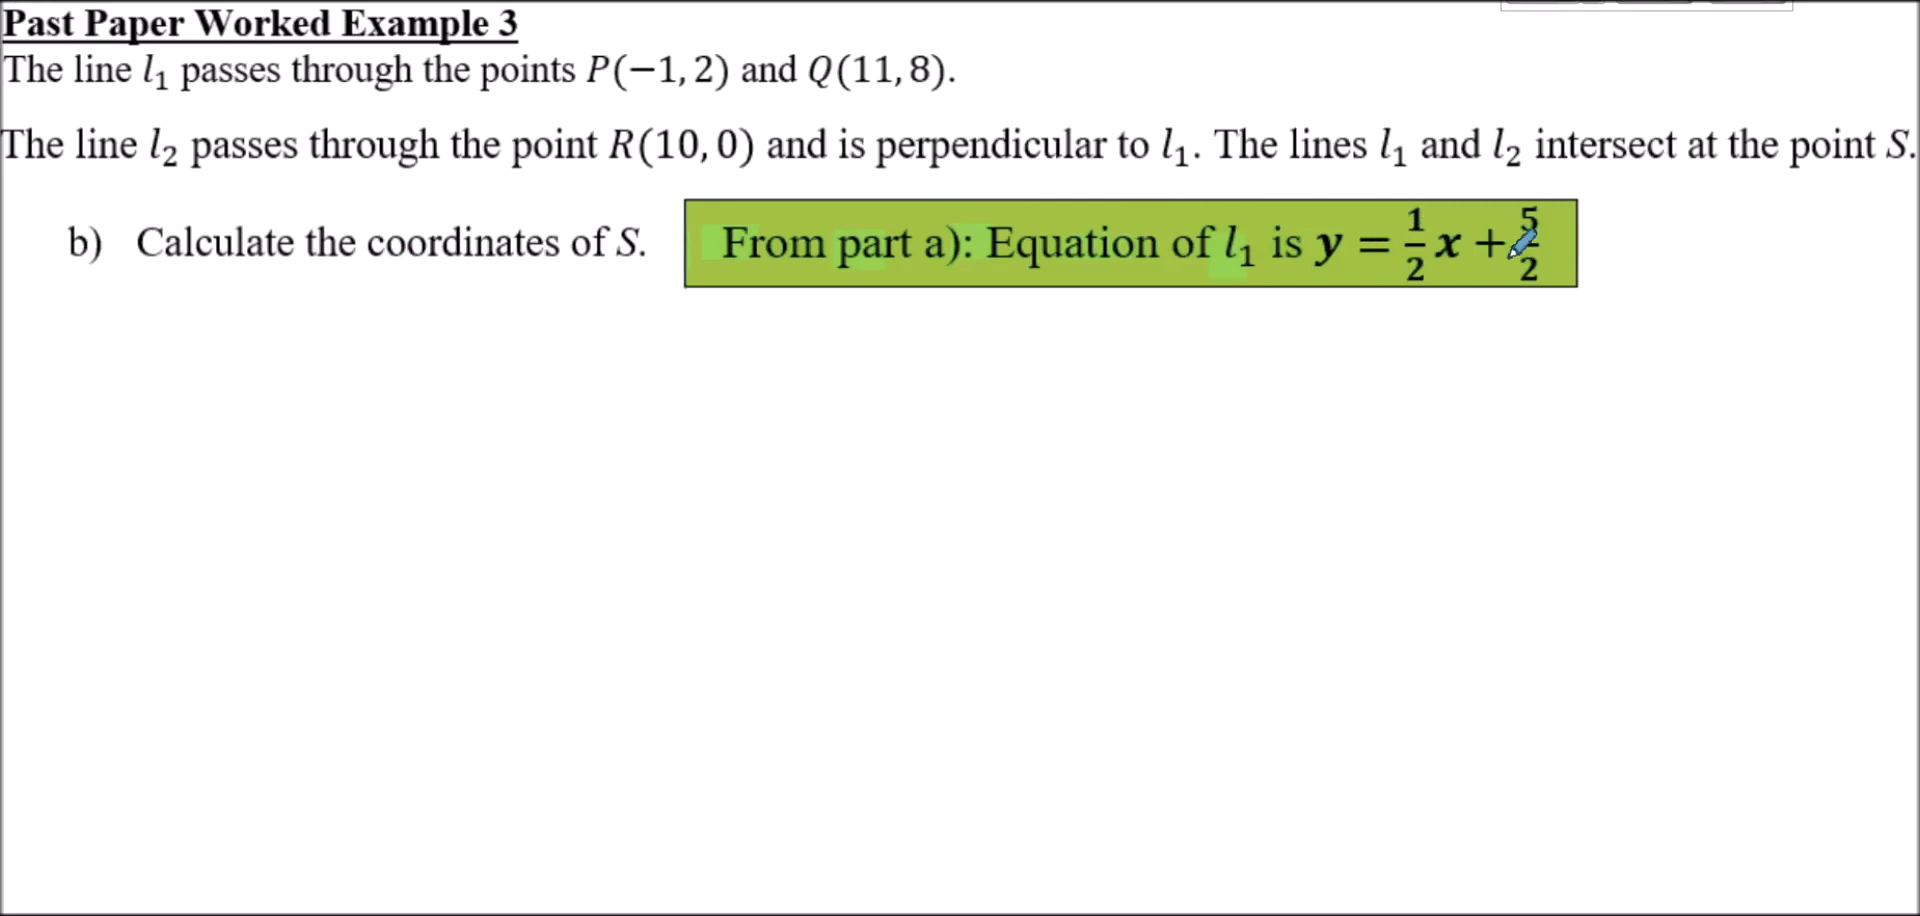 Past Paper Worked Example 3
The line l₁ passes through the points P(−1, 2) and Q(11, 8).
The line l₂ passes through the point R(10, 0) and is perpendicular to l₁. The lines l₁ and l₂ intersect at the point S.
b) Calculate the coordinates of S. From part a): Equation of l₁ is y = 1/2 x + 5/2